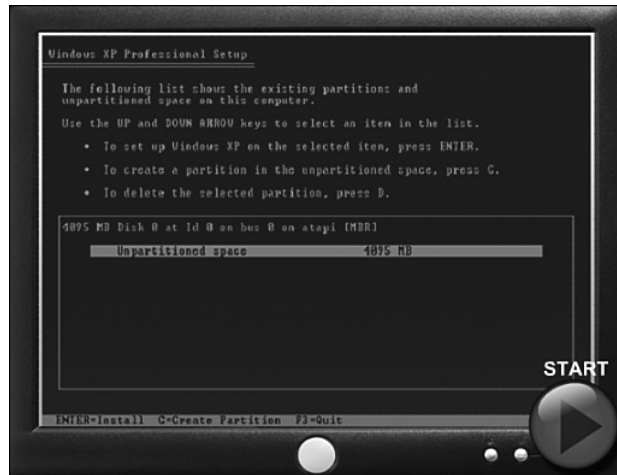 Windows XP Professional Setup
The following list shows the existing partitions and
unpartitioned space on this computer.
Use the UP and DOWN ARROW keys to select an item in the list.
• To set up Windows XP on the selected item, press ENTER.
• To create a partition in the unpartitioned space, press C.
• To delete the selected partition, press D.
4095 MB Disk 0 at Id 0 on bus 0 on atapi [MBR]
Unpartitioned space 4095 MB
START
ENTER=Install C=Create Partition F3=Quit